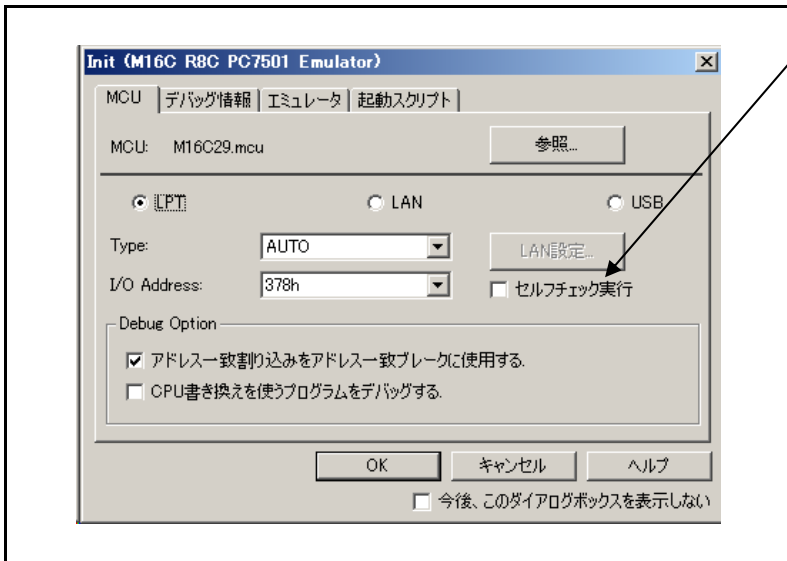 Init (M16C R8C PC7501 Emulator)
MCU デバッグ情報 エミュレータ 起動スクリプト
MCU: M16C29.mcu 参照...
LPT LAN USB
Type: AUTO LAN設定...
I/O Address: 378h セルフチェック実行
Debug Option
アドレス一致割り込みをアドレス一致ブレークに使用する.
CPU書き換えを使うプログラムをデバッグする.
OK キャンセル ヘルプ
今後、このダイアログボックスを表示しない